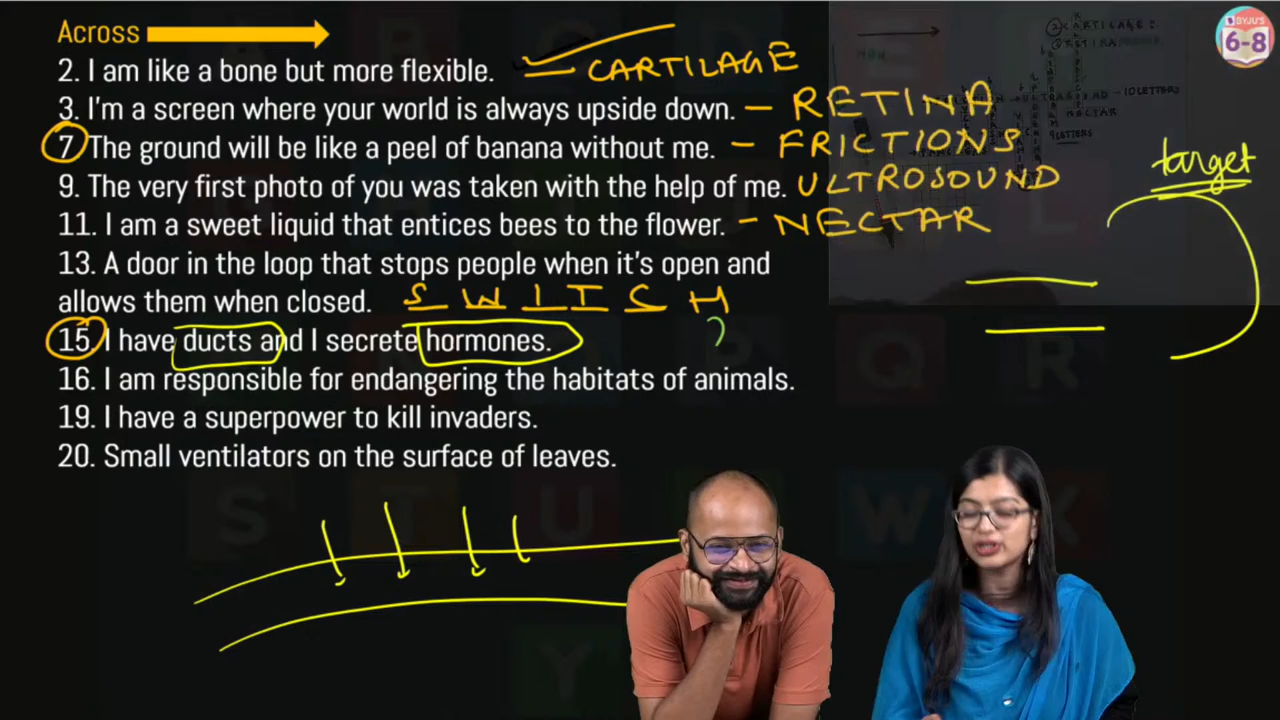 Across
2. I am like a bone but more flexible. CARTILAGE
3. I'm a screen where your world is always upside down. – RETINA
7 The ground will be like a peel of banana without me. – FRICTIONS
9. The very first photo of you was taken with the help of me. ULTROSOUND
11. I am a sweet liquid that entices bees to the flower. – NECTAR
13. A door in the loop that stops people when it's open and
allows them when closed. SWITCH
15. I have ducts and I secrete hormones. ?
16. I am responsible for endangering the habitats of animals.
19. I have a superpower to kill invaders.
20. Small ventilators on the surface of leaves.
target
BYJU'S
6-8